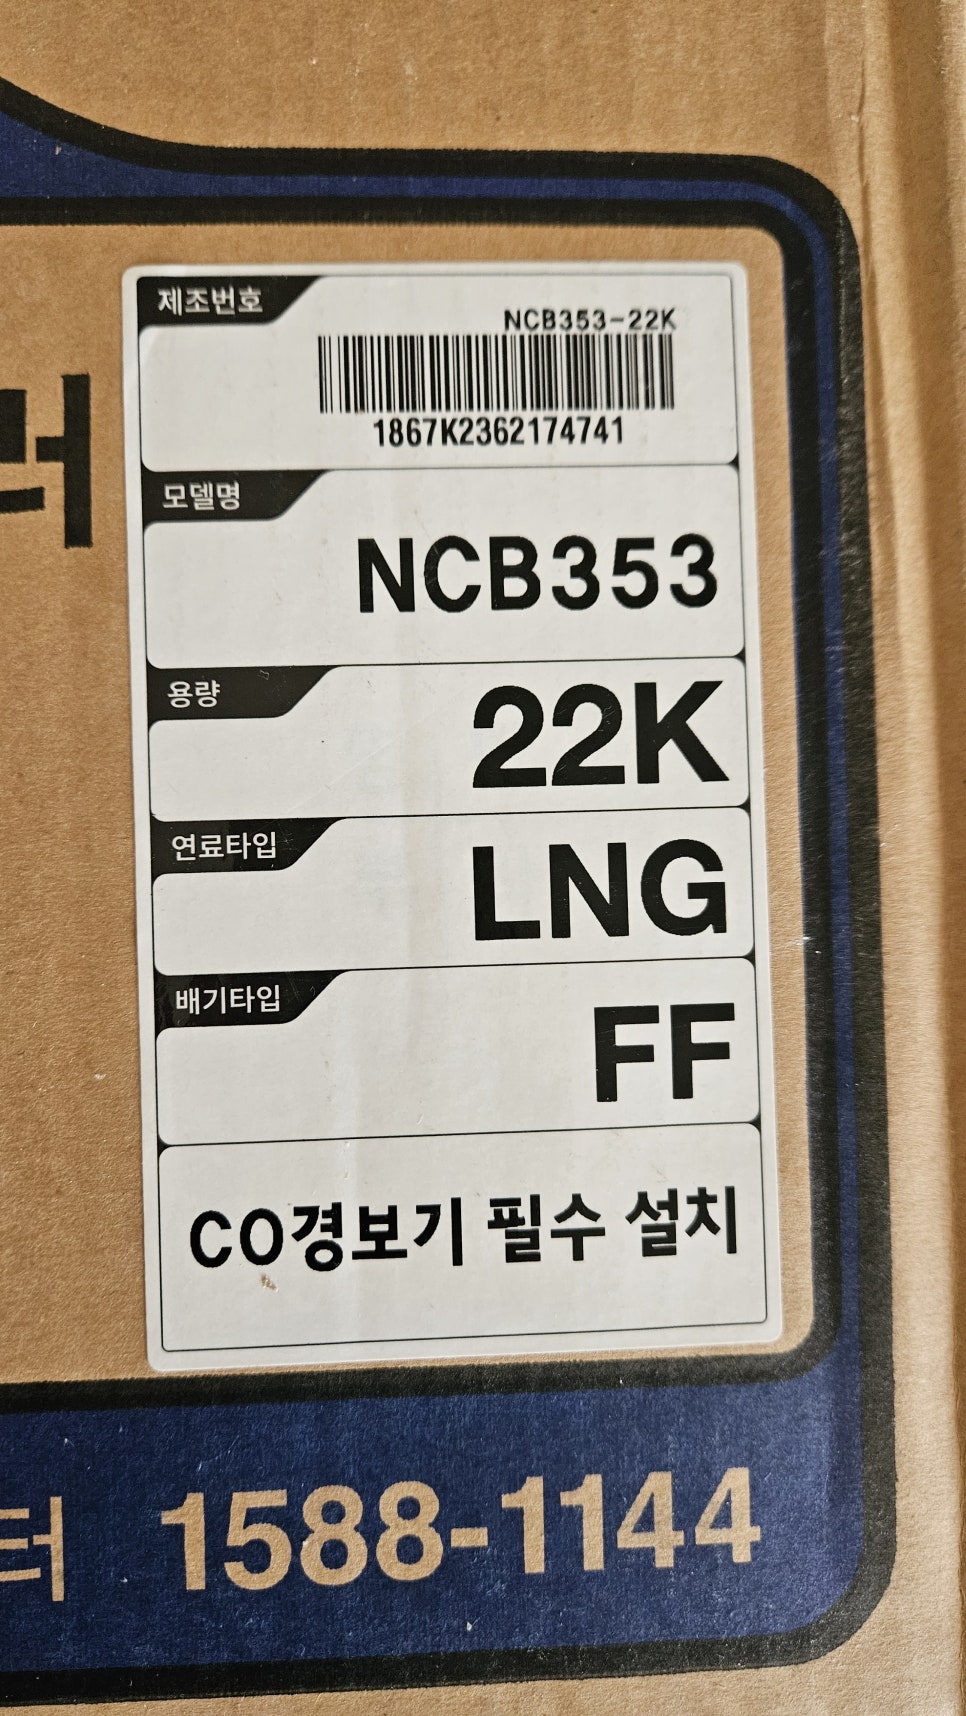 제조번호
NCB353-22K
1867K2362174741
모델명
NCB353
용량
22K
연료타입
LNG
배기타입
FF
CO경보기 필수 설치
1588-1144